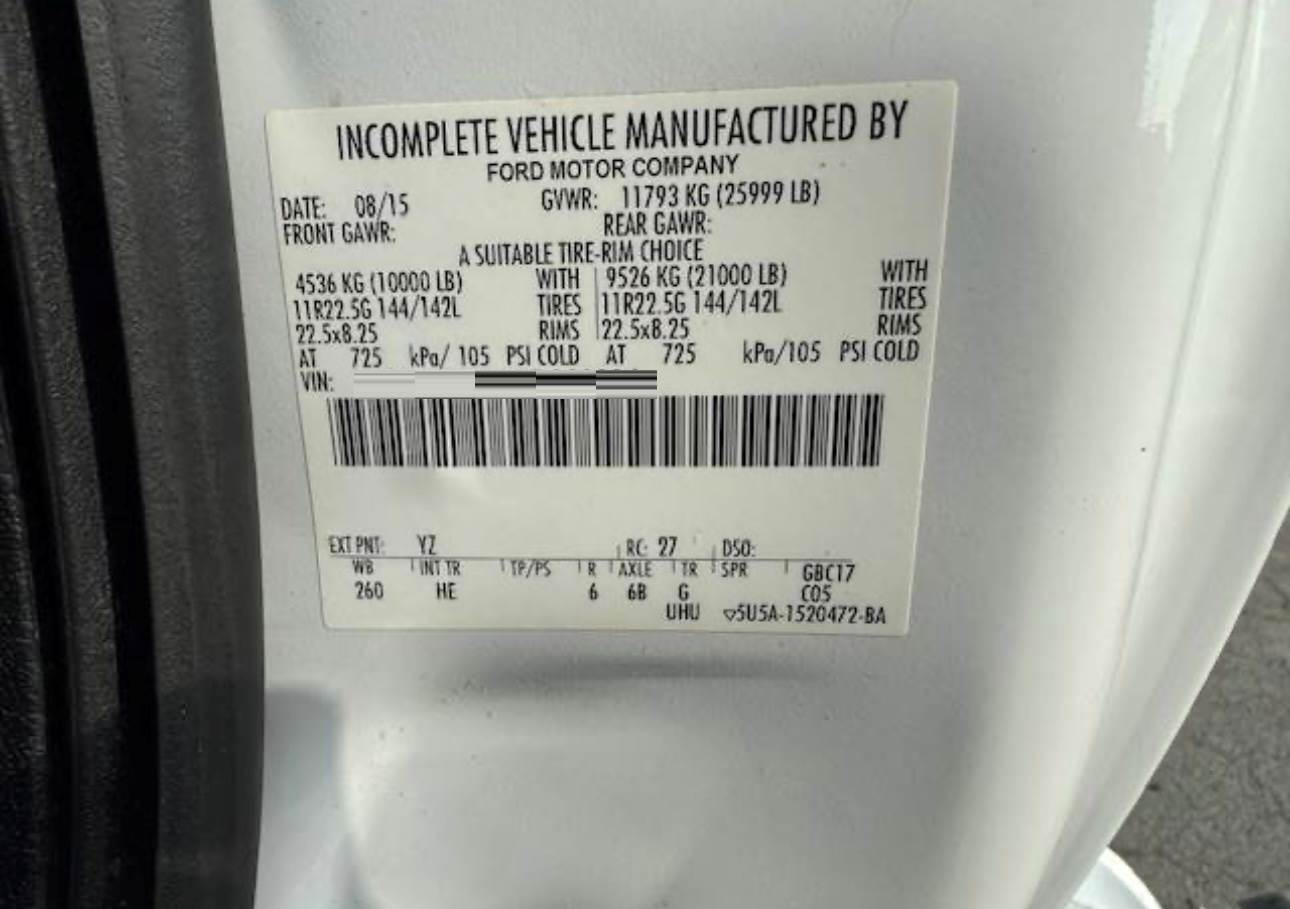 INCOMPLETE VEHICLE MANUFACTURED BY
FORD MOTOR COMPANY
DATE: 08/15 GVWR: 11793 KG (25999 LB)
FRONT GAWR: REAR GAWR:
A SUITABLE TIRE-RIM CHOICE
4536 KG (10000 LB) WITH 9526 KG (21000 LB) WITH
11R22.5G 144/142L TIRES 11R22.5G 144/142L TIRES
22.5x8.25 RIMS 22.5x8.25 RIMS
AT 725 kPa/ 105 PSI COLD AT 725 kPa/105 PSI COLD
VIN:
EXT PNT: YZ RC: 27 DSO:
WB INT TR TP/PS R AXLE TR SPR GBC17
260 HE 6 6B G C05
UHU ▽5U5A-1520472-BA